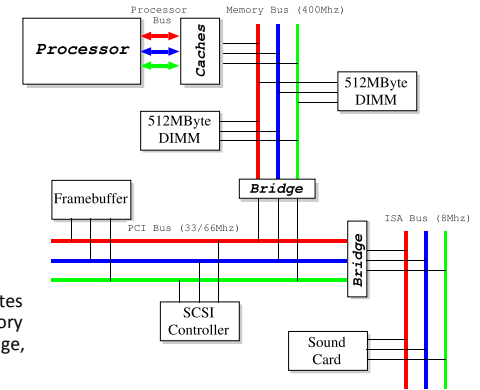 Processor
Bus
Memory Bus (400Mhz)
Processor
Caches
512MByte
DIMM
512MByte
DIMM
Bridge
Framebuffer
PCI Bus (33/66Mhz)
ISA Bus (8Mhz)
Bridge
tes
ory
ge,
SCSI
Controller
Sound
Card